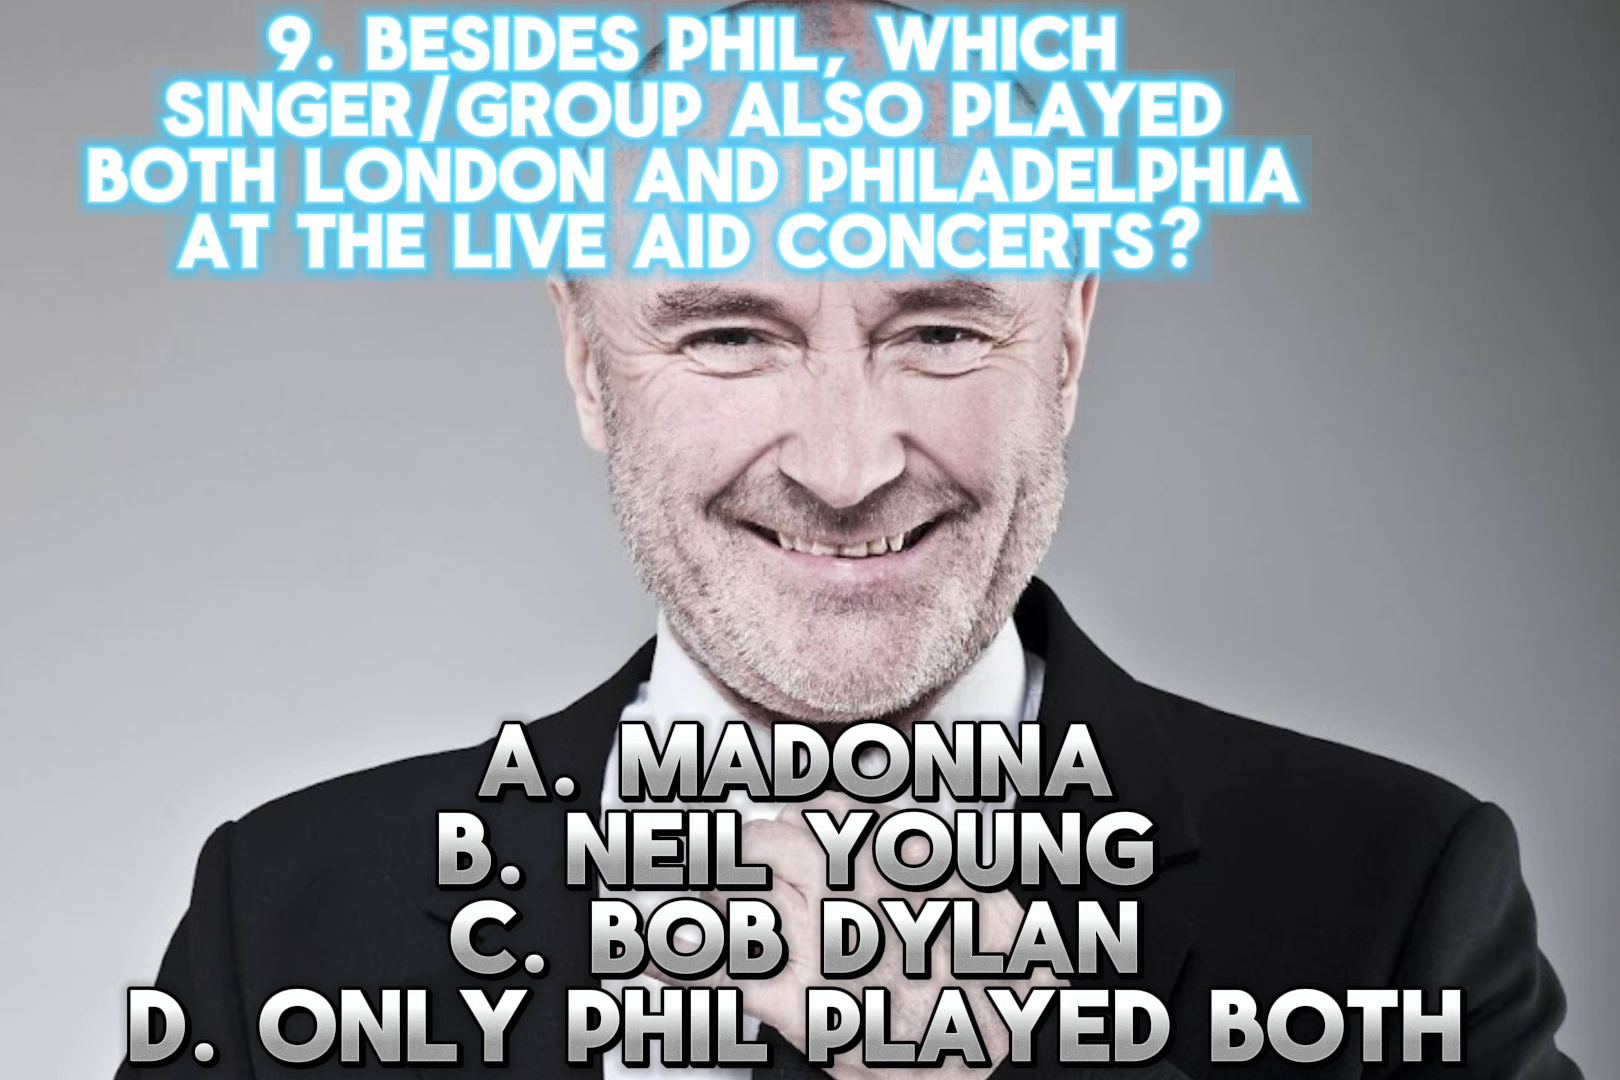 9. BESIDES PHIL, WHICH
SINGER/GROUP ALSO PLAYED
BOTH LONDON AND PHILADELPHIA
AT THE LIVE AID CONCERTS?
A. MADONNA
B. NEIL YOUNG
C. BOB DYLAN
D. ONLY PHIL PLAYED BOTH